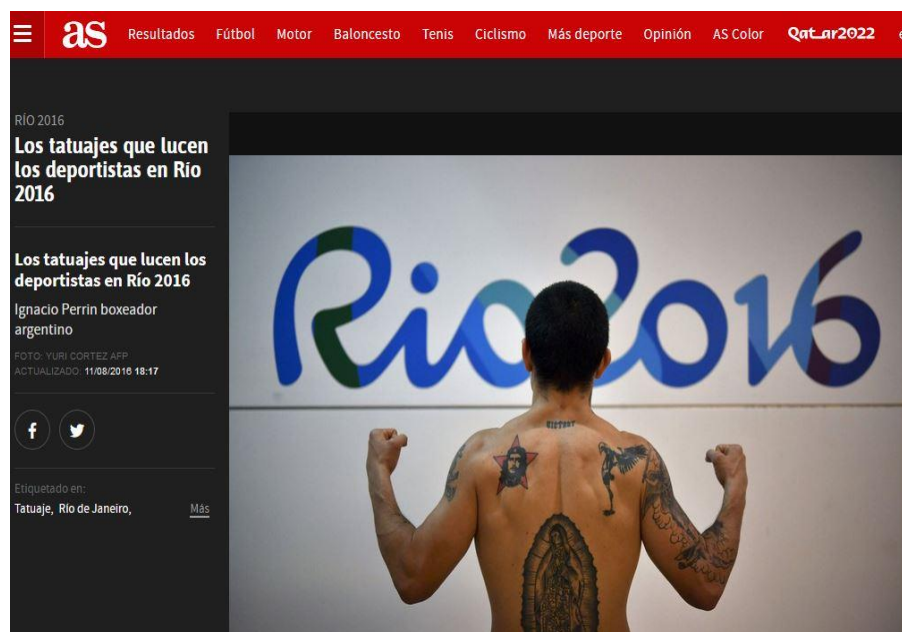 as
Resultados Fútbol Motor Baloncesto Tenis Ciclismo Más deporte Opinión AS Color Qatar2022
RÍO 2016
Los tatuajes que lucen
los deportistas en Río
2016
Los tatuajes que lucen los
deportistas en Río 2016
Ignacio Perrin boxeador
argentino
FOTO: YURI CORTEZ AFP
ACTUALIZADO: 11/08/2016 18:17
Etiquetado en:
Tatuaje, Río de Janeiro, Más
Rio2016